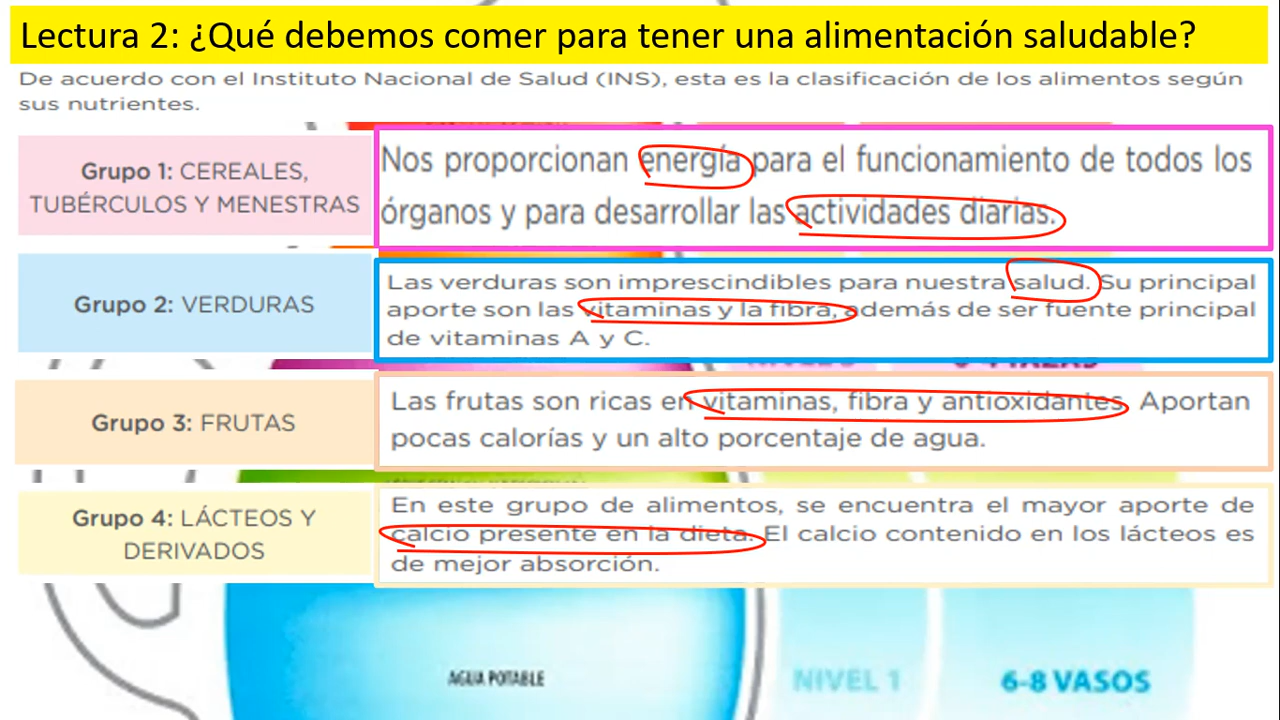 Lectura 2: ¿Qué debemos comer para tener una alimentación saludable?
De acuerdo con el Instituto Nacional de Salud (INS), esta es la clasificación de los alimentos según
sus nutrientes.
Grupo 1: CEREALES,
TUBÉRCULOS Y MENESTRAS
Nos proporcionan energía para el funcionamiento de todos los
órganos y para desarrollar las actividades diarias.
Grupo 2: VERDURAS
Las verduras son imprescindibles para nuestra salud. Su principal
aporte son las vitaminas y la fibra, además de ser fuente principal
de vitaminas A y C.
Grupo 3: FRUTAS
Las frutas son ricas en vitaminas, fibra y antioxidantes. Aportan
pocas calorías y un alto porcentaje de agua.
Grupo 4: LÁCTEOS Y
DERIVADOS
En este grupo de alimentos, se encuentra el mayor aporte de
calcio presente en la dieta. El calcio contenido en los lácteos es
de mejor absorción.
AGUA POTABLE
NIVEL 1
6-8 VASOS